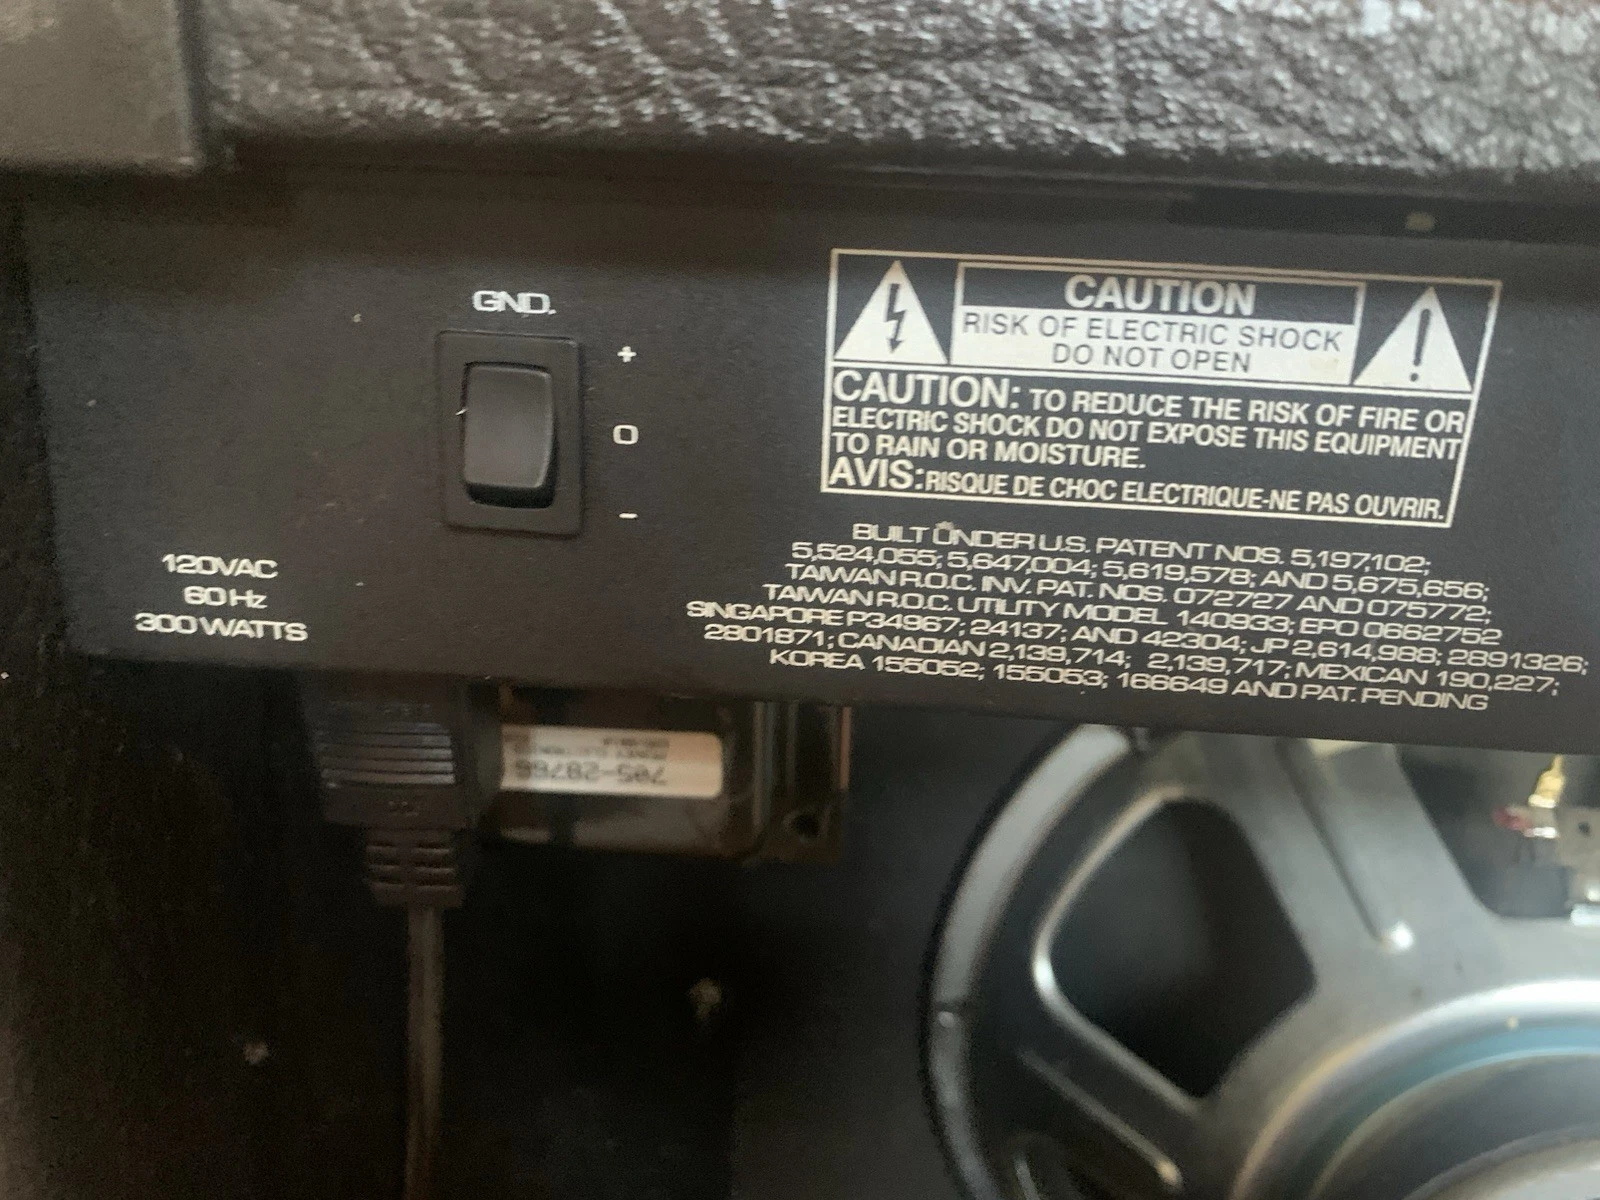 GND.
+
O
-
120VAC
60Hz
300 WATTS
CAUTION
RISK OF ELECTRIC SHOCK
DO NOT OPEN
CAUTION: TO REDUCE THE RISK OF FIRE OR
ELECTRIC SHOCK DO NOT EXPOSE THIS EQUIPMENT
TO RAIN OR MOISTURE.
AVIS: RISQUE DE CHOC ELECTRIQUE-NE PAS OUVRIR.
BUILT UNDER U.S. PATENT NOS. 5,197,102;
5,524,055; 5,647,004; 5,619,578; AND 5,675,656;
TAIWAN R.O.C. INV. PAT. NOS. 072727 AND 075772;
TAIWAN R.O.C. UTILITY MODEL 140933; EPO 0662752
SINGAPORE P34967; 24137; AND 42304; JP 2,614,988; 2891326;
2801871; CANADIAN 2,139,714; 2,139,717; MEXICAN 190,227;
KOREA 155052; 155053; 166649 AND PAT. PENDING